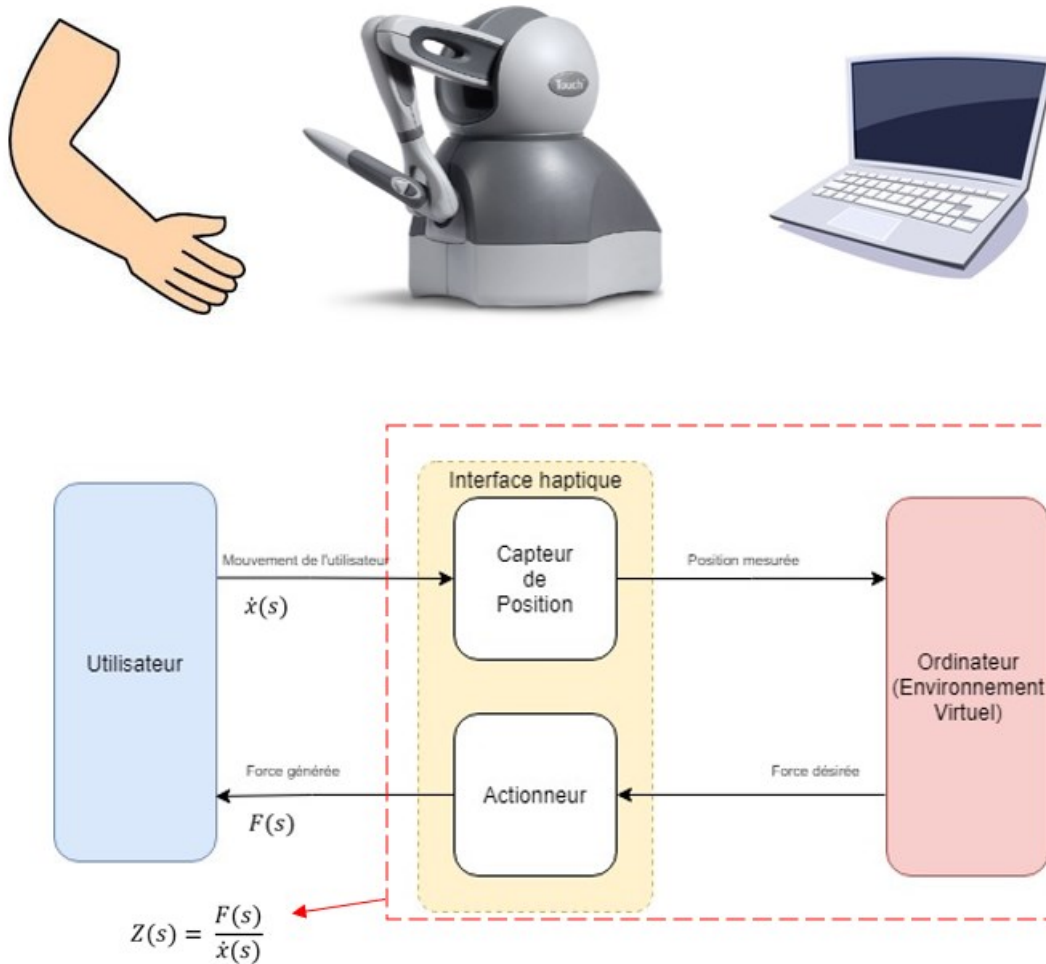 Touch
Interface haptique
Mouvement de l'utilisateur
ẋ(s)
Capteur
de
Position
Position mesurée
Utilisateur
Ordinateur
(Environnement
Virtuel)
Force générée
F(s)
Actionneur
Force désirée
Z(s) = F(s)
ẋ(s)